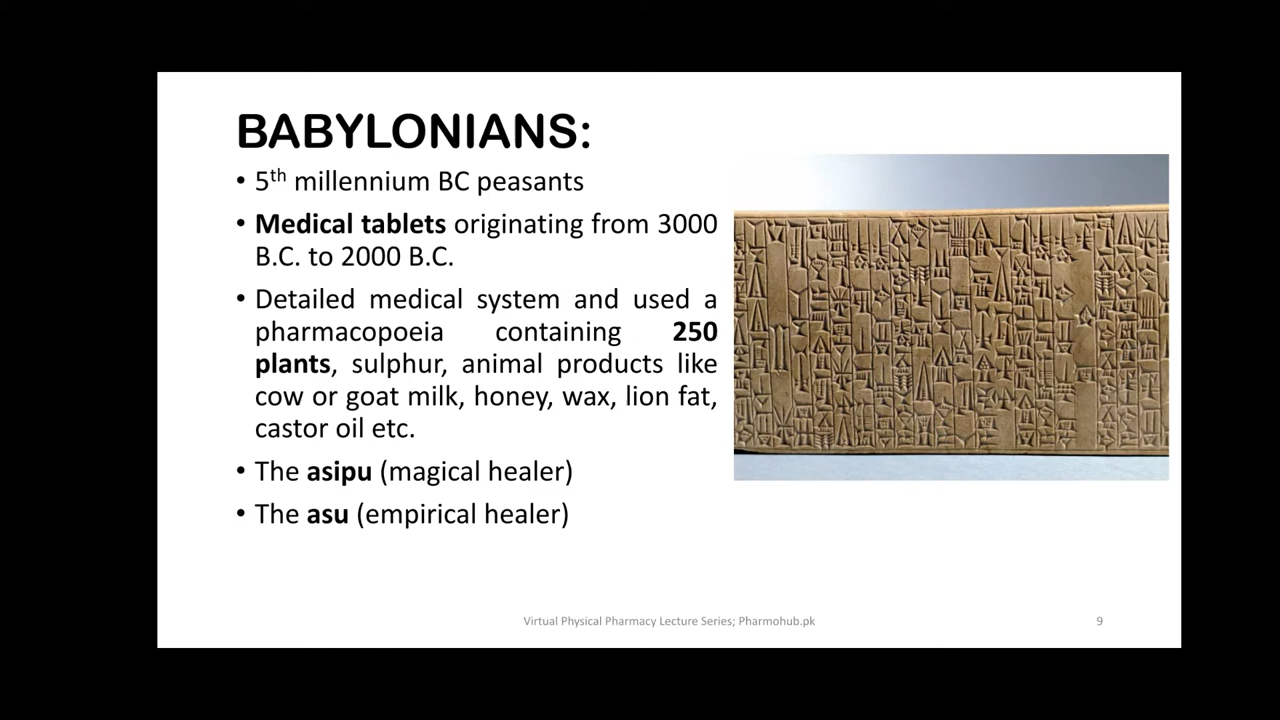 BABYLONIANS:
• 5th millennium BC peasants
• Medical tablets originating from 3000
B.C. to 2000 B.C.
• Detailed medical system and used a
pharmacopoeia containing 250
plants, sulphur, animal products like
cow or goat milk, honey, wax, lion fat,
castor oil etc.
• The asipu (magical healer)
• The asu (empirical healer)
Virtual Physical Pharmacy Lecture Series; Pharmohub.pk
9